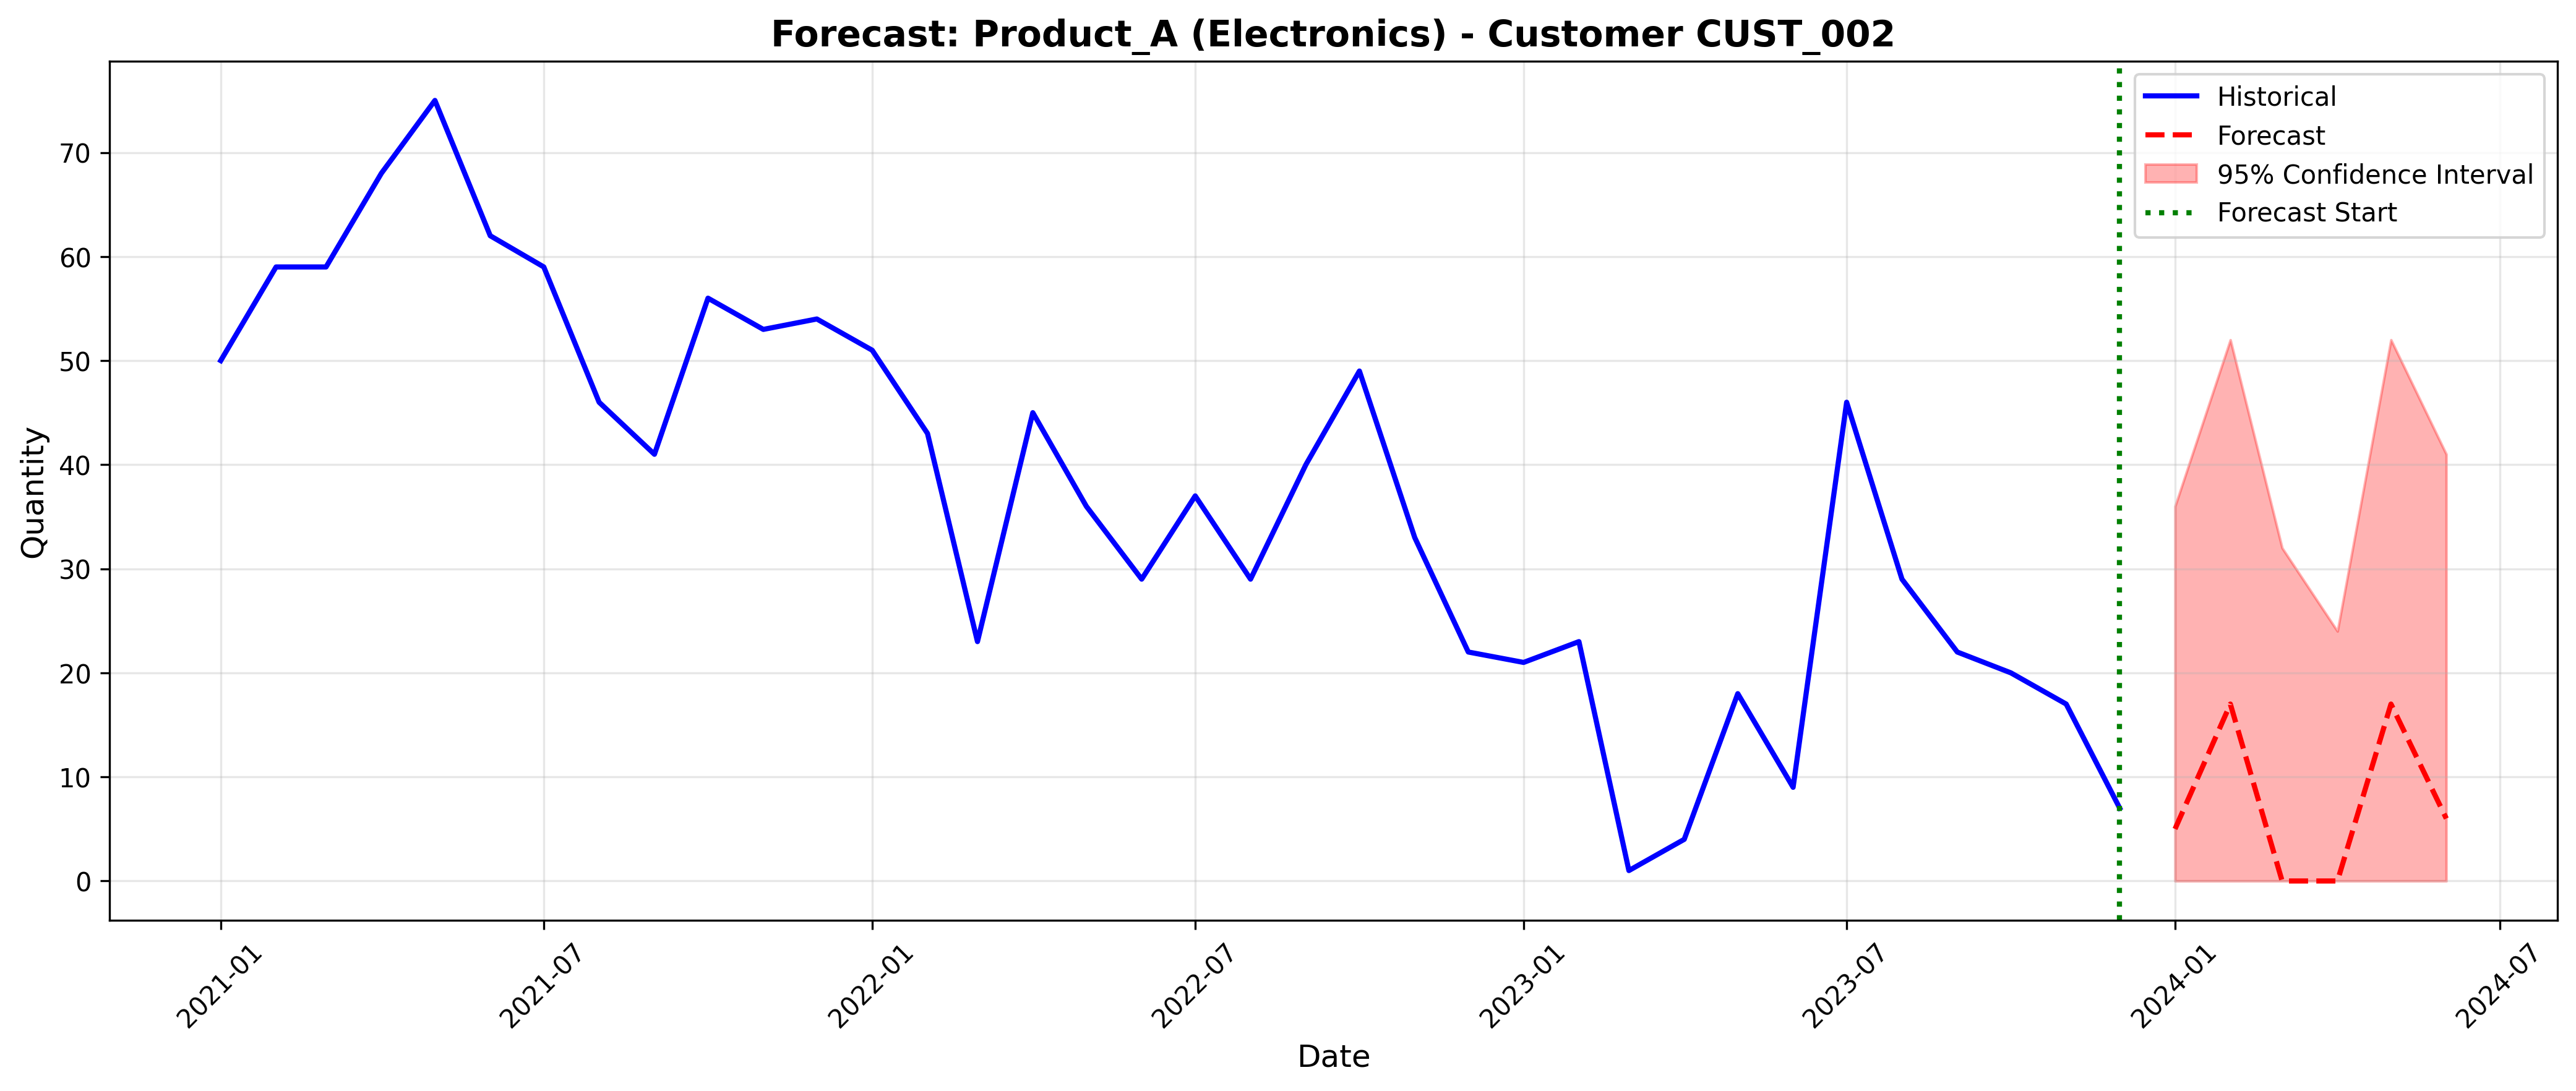 Forecast: Product_A (Electronics) - Customer CUST_002
Historical
Forecast
95% Confidence Interval
Forecast Start
Quantity
70
60
50
40
30
20
10
0
2021-01
2021-07
2022-01
2022-07
2023-01
2023-07
2024-01
2024-07
Date